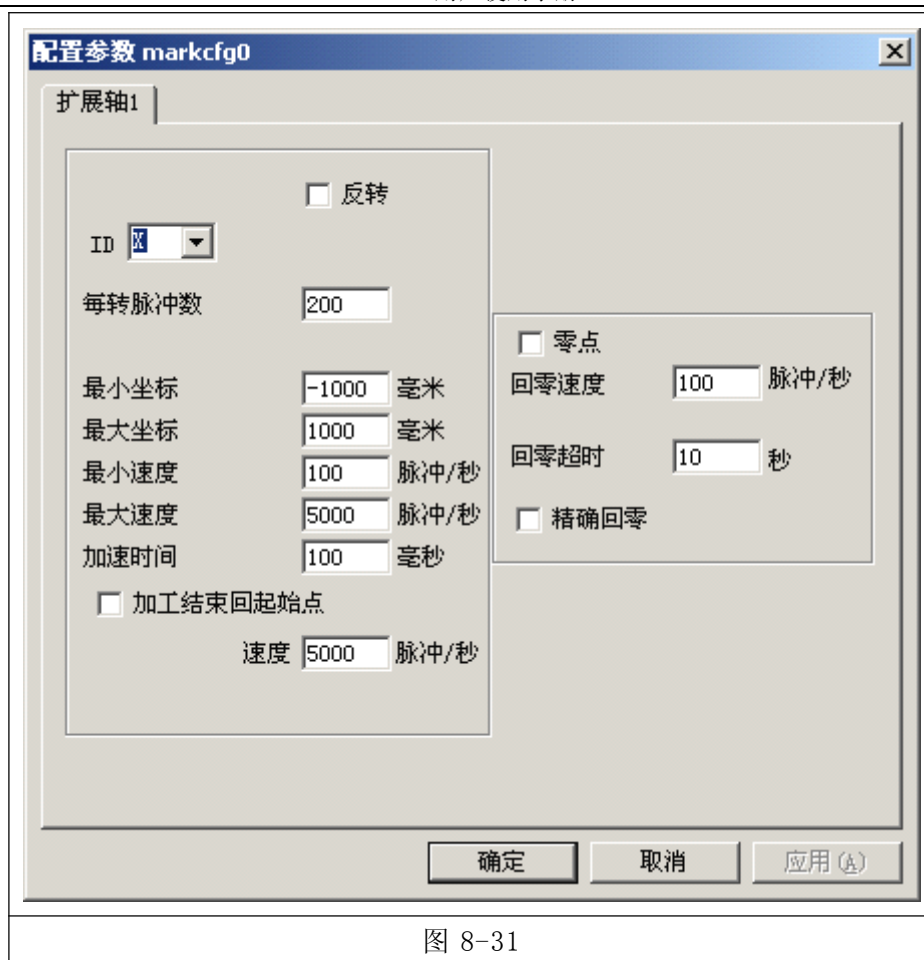 配置参数 markcfg0
扩展轴1
反转
ID X
每转脉冲数 200
最小坐标 -1000 毫米
最大坐标 1000 毫米
最小速度 100 脉冲/秒
最大速度 5000 脉冲/秒
加速时间 100 毫秒
加工结束回起始点
速度 5000 脉冲/秒
零点
回零速度 100 脉冲/秒
回零超时 10 秒
精确回零
确定 取消 应用(A)
图 8-31